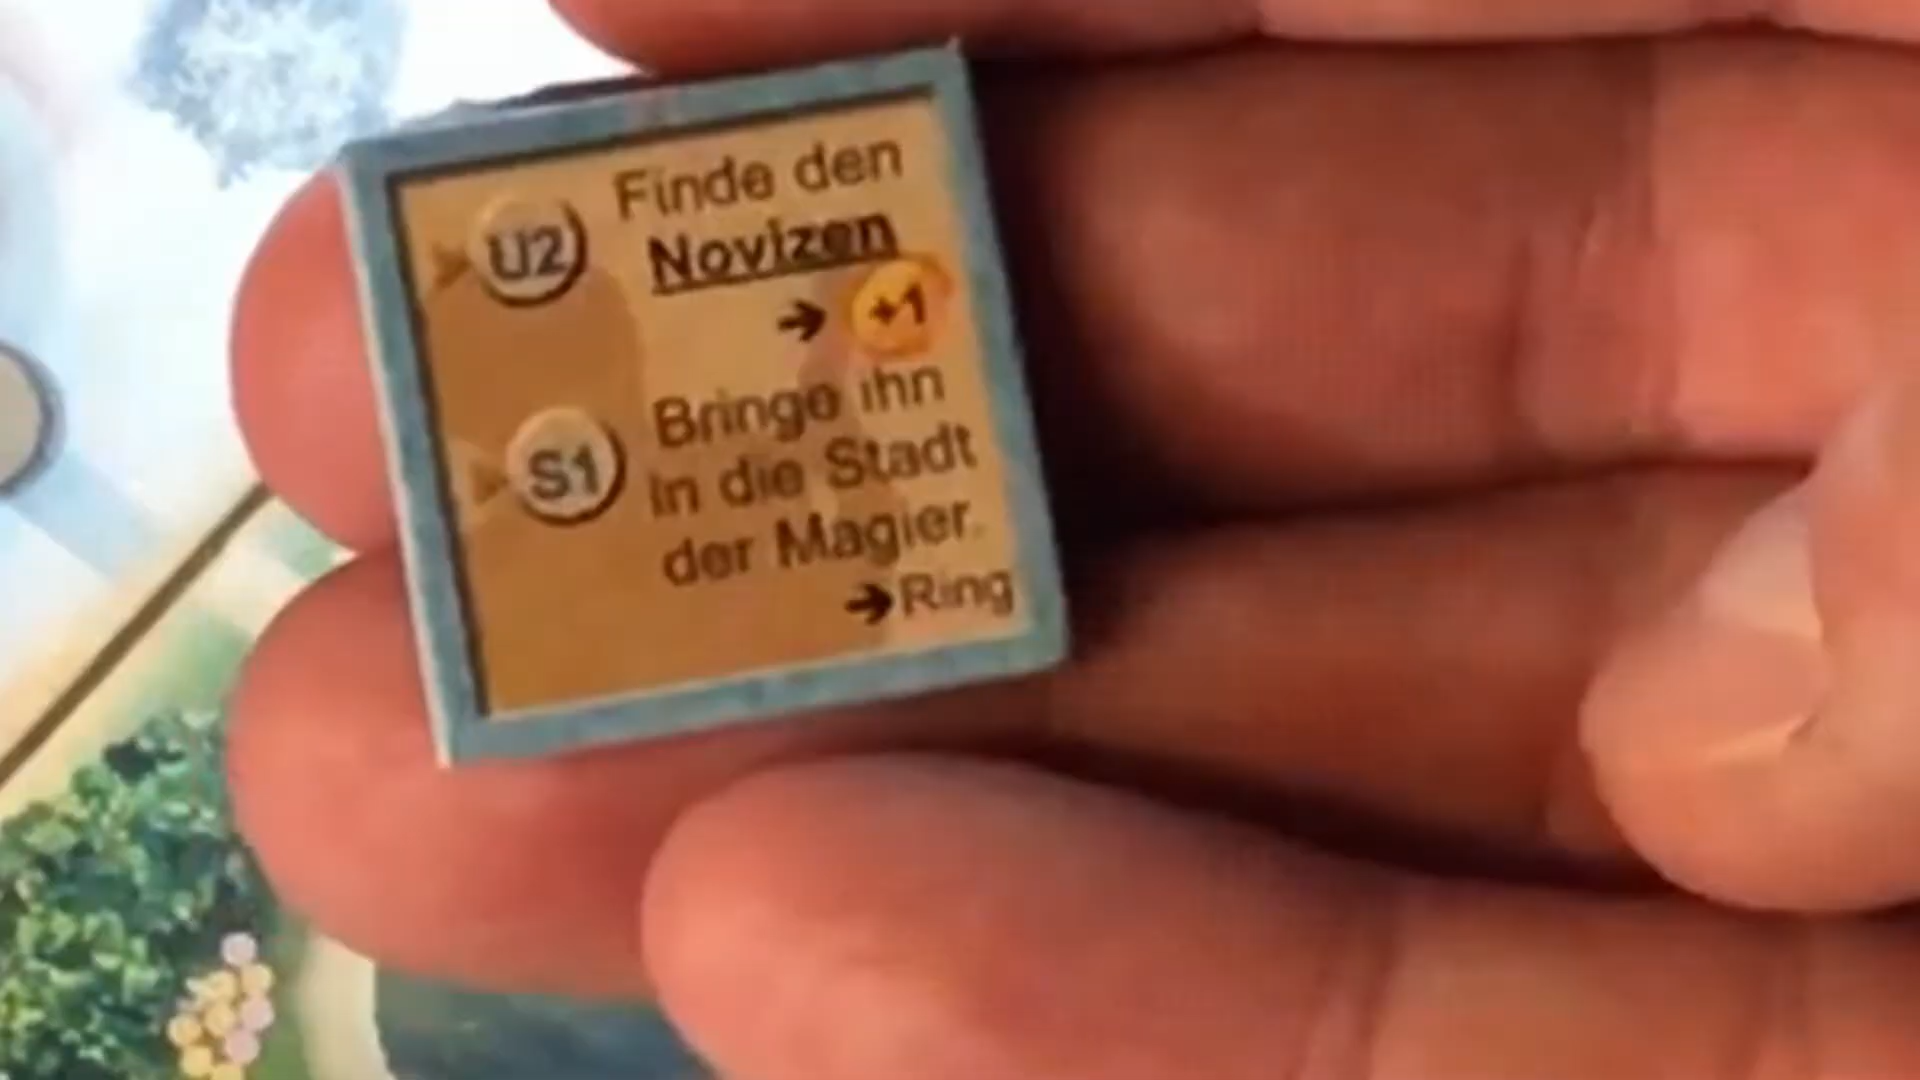 U2 Finde den
Novizen
➔ +1
Bringe ihn
S1 in die Stadt
der Magier.
➔ Ring